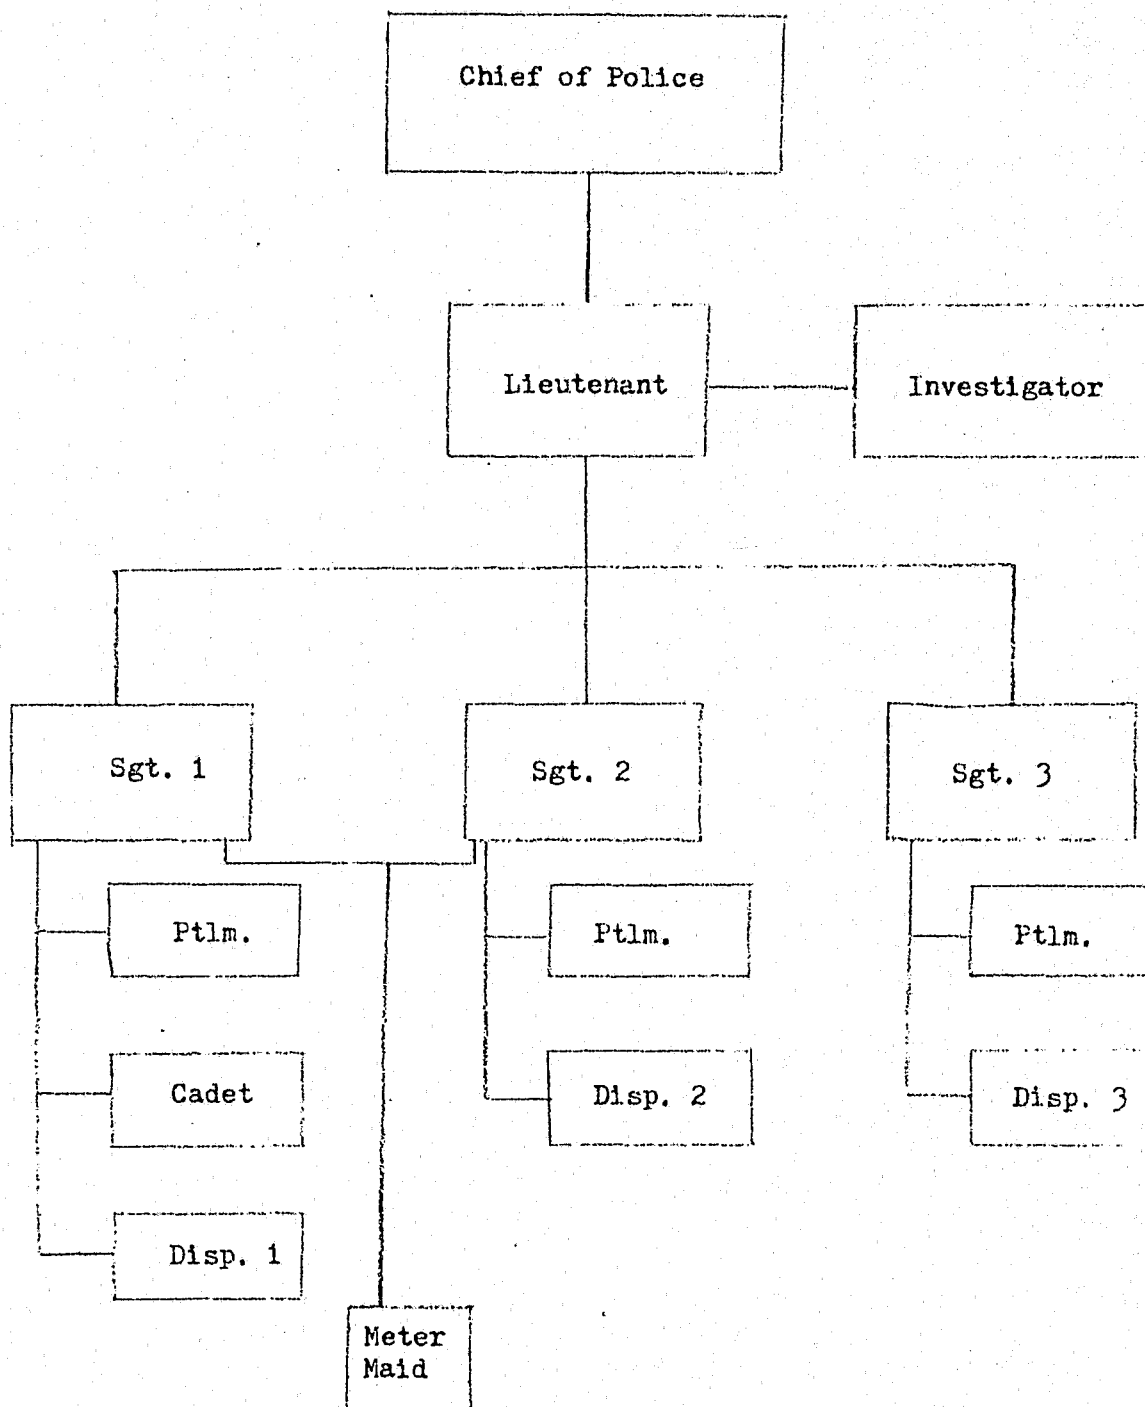 Chief of Police
Lieutenant
Investigator
Sgt. 1
Sgt. 2
Sgt. 3
Ptlm.
Ptlm.
Ptlm.
Cadet
Disp. 2
Disp. 3
Disp. 1
Meter
Maid